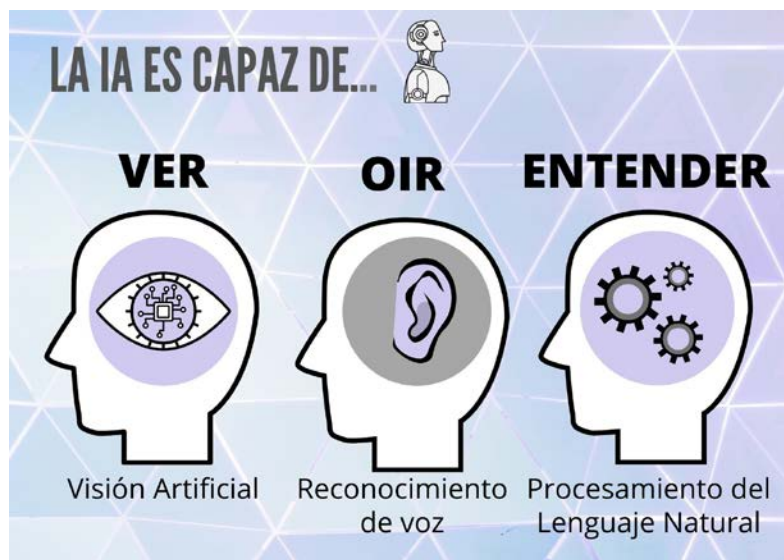 LA IA ES CAPAZ DE...
VER
OIR
ENTENDER
Visión Artificial
Reconocimiento
de voz
Procesamiento del
Lenguaje Natural